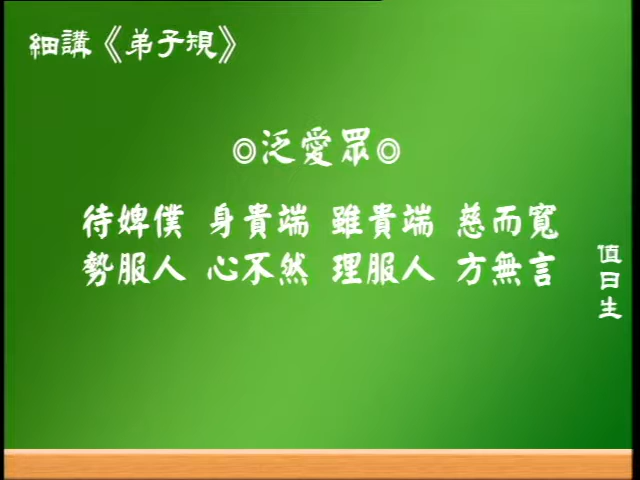 細講《弟子規》
◎泛愛眾◎
待婢僕 身貴端 雖貴端 慈而寬
勢服人 心不然 理服人 方無言
值日生